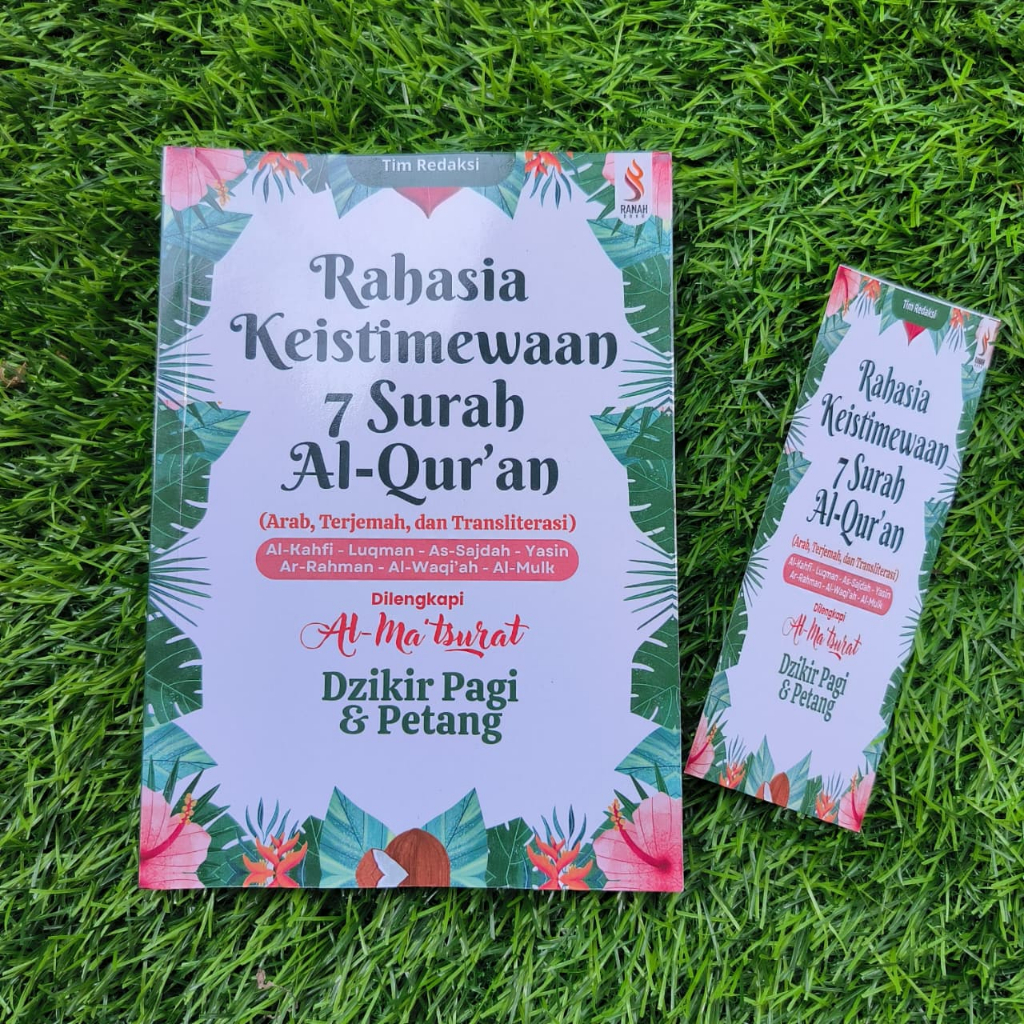 Tim Redaksi
RANAH
BUKU
Rahasia
Keistimewaan
7 Surah
Al-Qur'an
(Arab, Terjemah, dan Transliterasi)
Al-Kahfi - Luqman - As-Sajdah - Yasin
Ar-Rahman - Al-Waqi'ah - Al-Mulk
Dilengkapi
Al-Ma'tsurat
Dzikir Pagi
& Petang
Tim Redaksi
RANAH
Rahasia
Keistimewaan
7 Surah
Al-Qur'an
(Arab, Terjemah, dan Transliterasi)
Al-Kahfi - Luqman - As-Sajdah - Yasin
Ar-Rahman - Al-Waqi'ah - Al-Mulk
Dilengkapi
Al-Ma'tsurat
Dzikir Pagi
& Petang